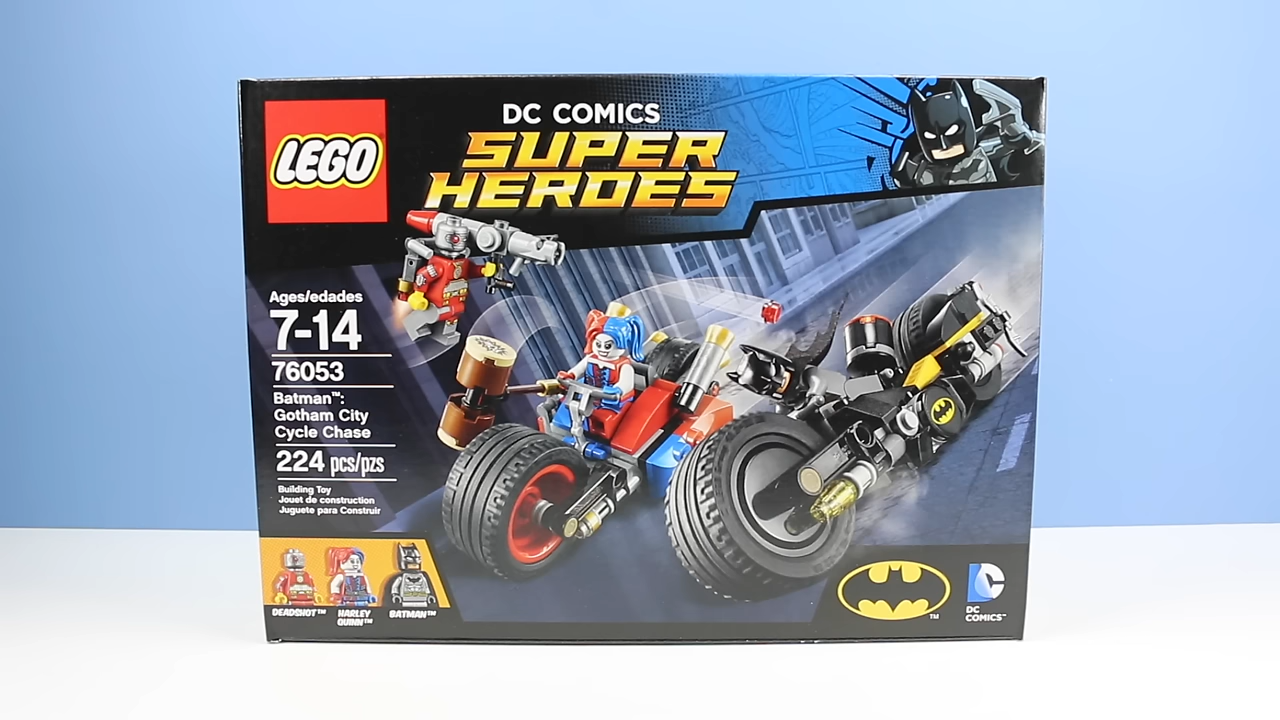 LEGO
DC COMICS
SUPER
HEROES
Ages/edades
7-14
76053
Batman™:
Gotham City
Cycle Chase
224 pcs/pzs
Building Toy
Jouet de construction
Juguete para Construir
DEADSHOT™
HARLEY
QUINN™
BATMAN™
™
DC
COMICS™